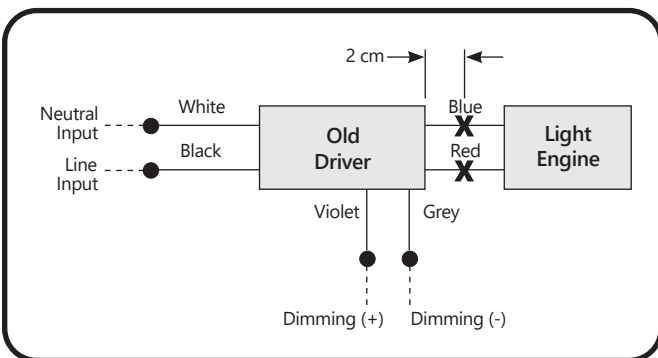 2 cm
Neutral
Input
White
Blue
Old
Driver
Light
Engine
Line
Input
Black
Red
Violet
Grey
Dimming (+)
Dimming (-)